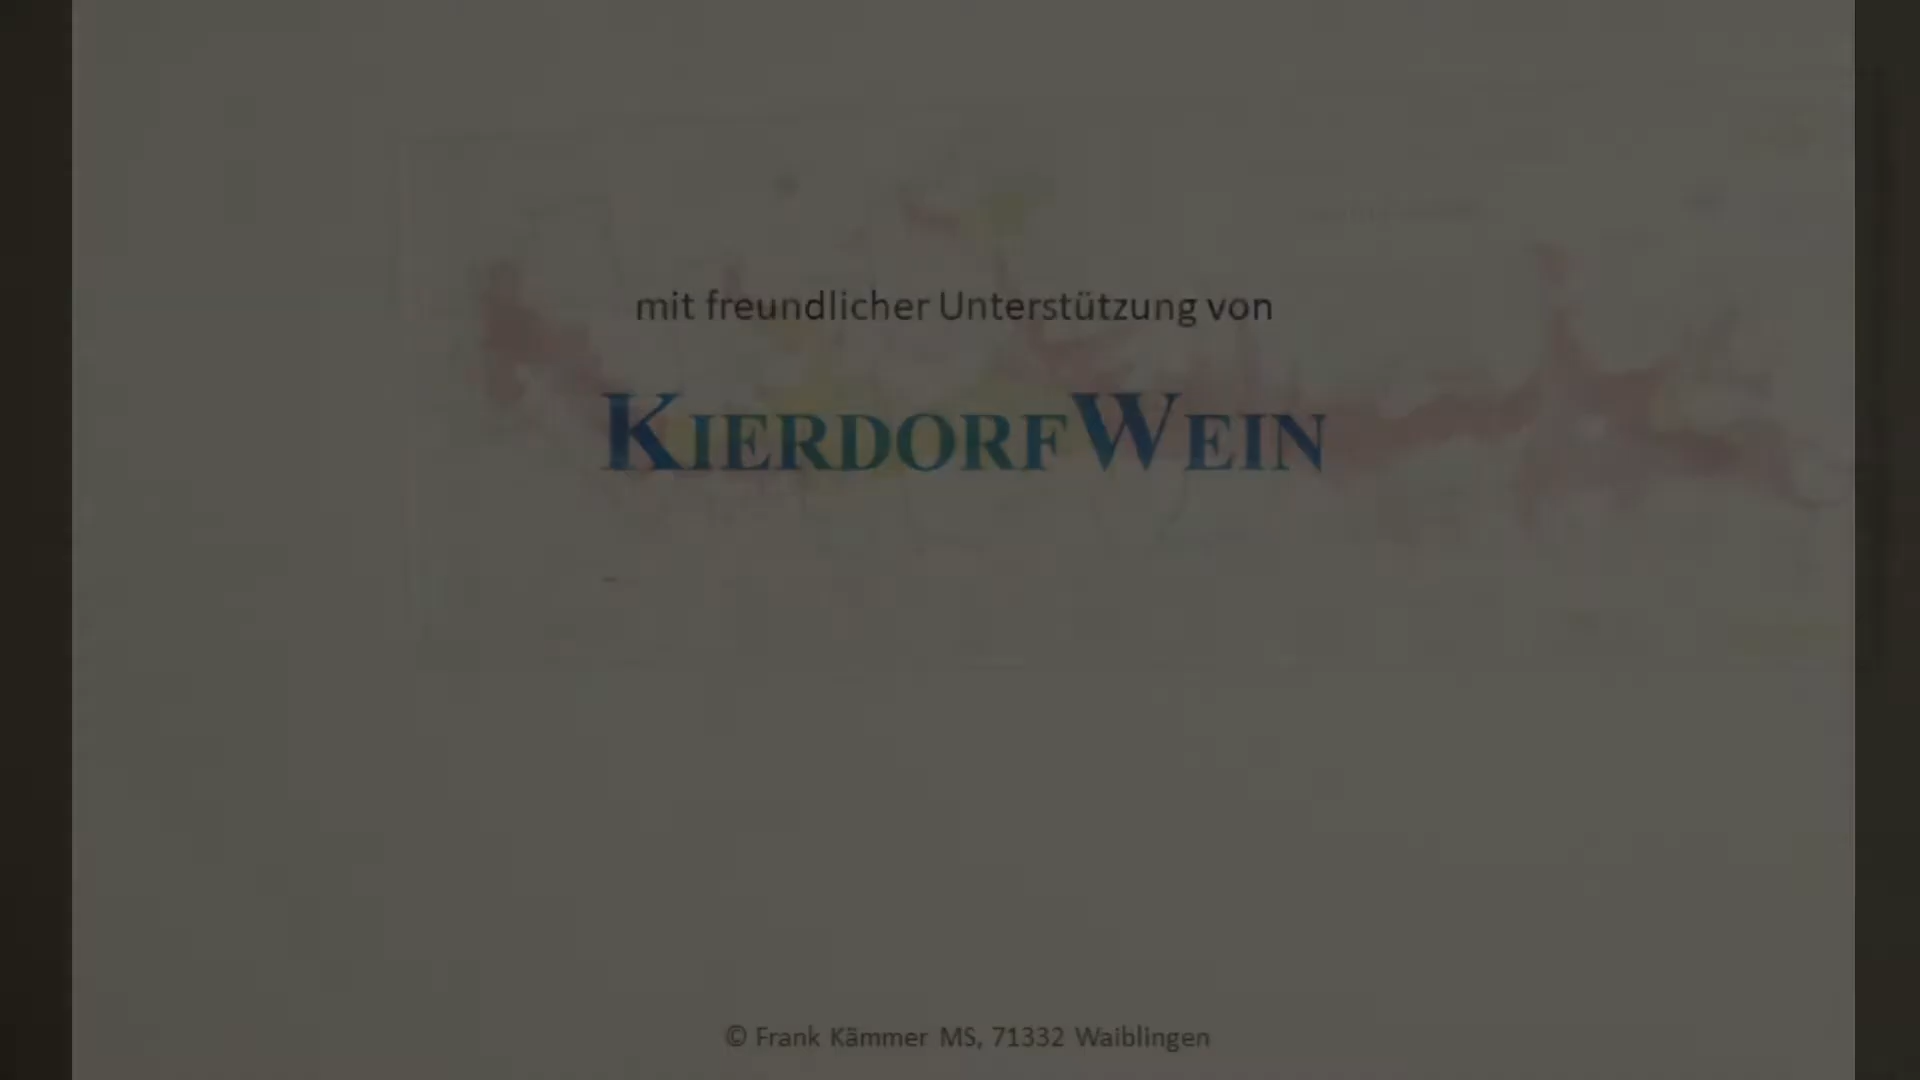 mit freundlicher Unterstützung von
KIERDORFWEIN
© Frank Kämmer MS, 71332 Waiblingen